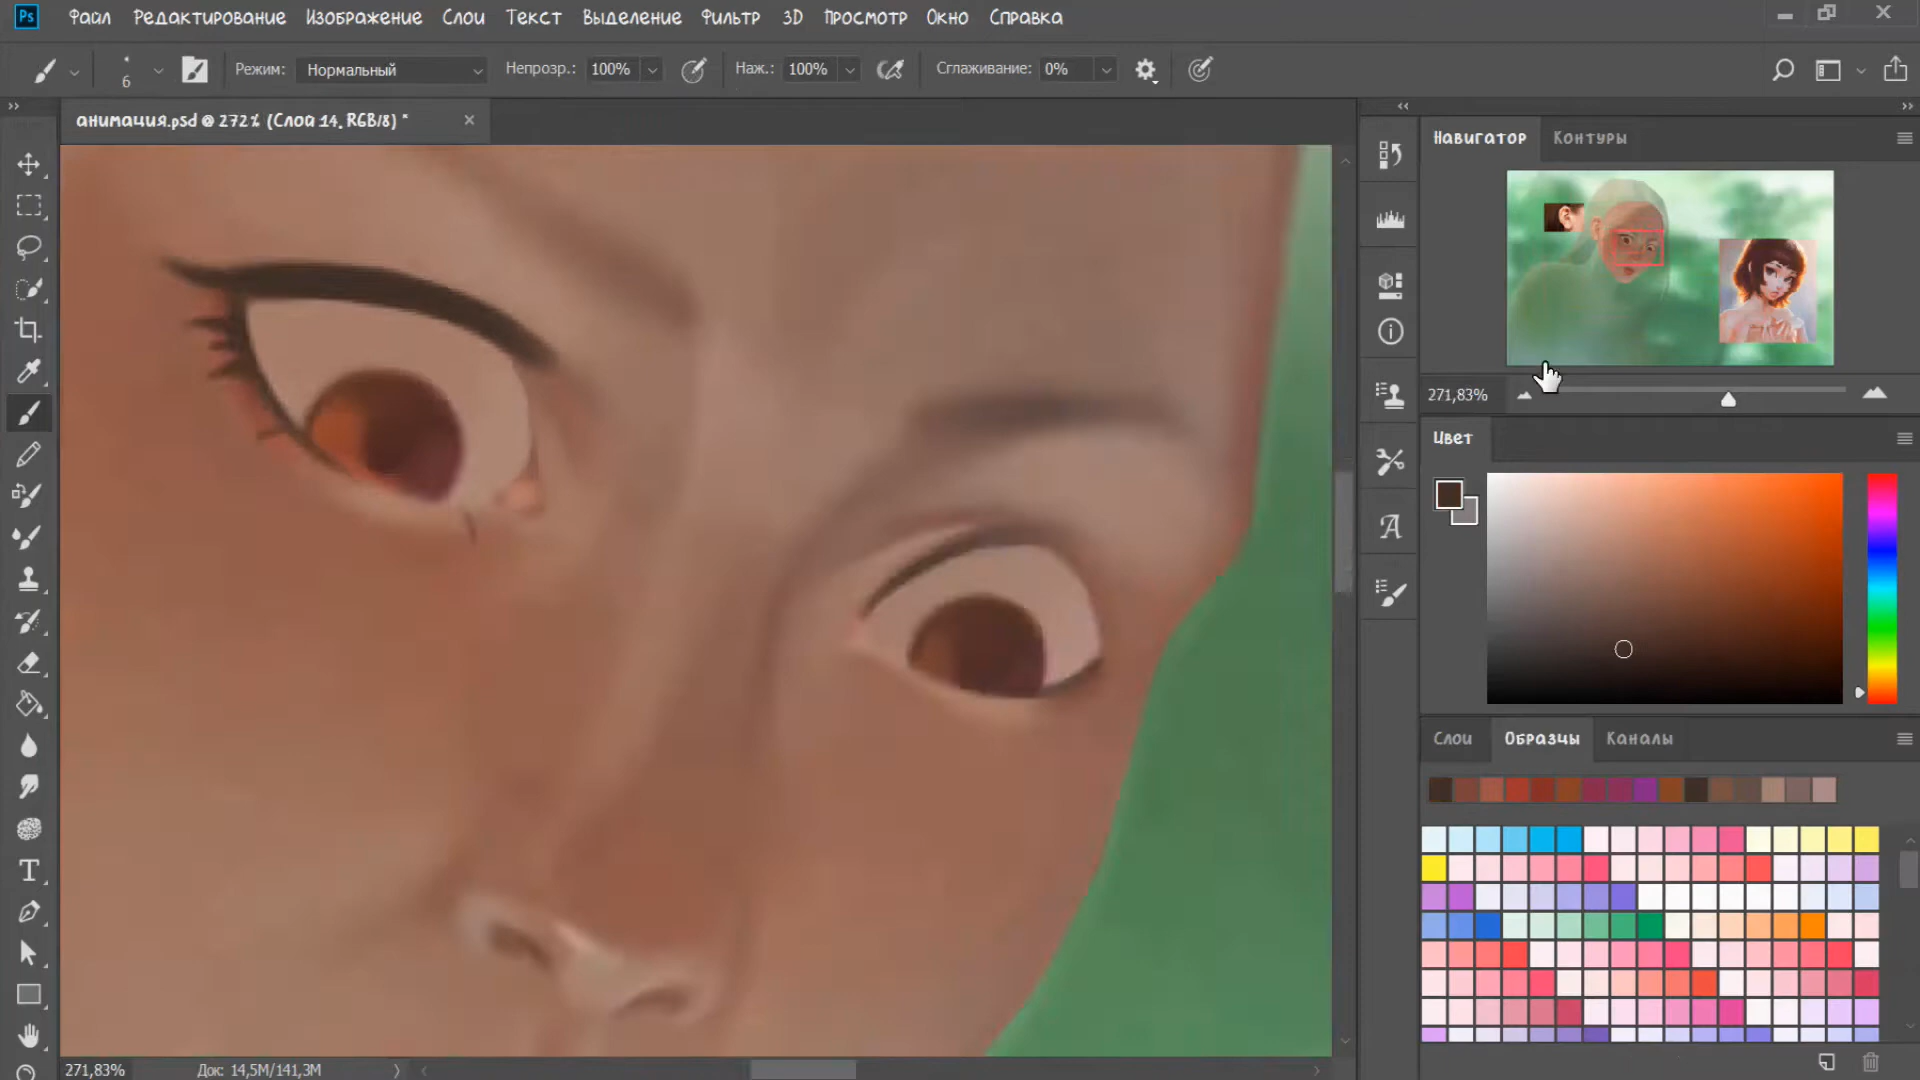 Ps Файл Редактирование Изображение Слои Текст Выделение Фильтр 3D Просмотр Окно Справка
6 Режим: Нормальный Непрозр.: 100% Наж.: 100% Сглаживание: 0%
анимация.psd @ 272% (Слой 14, RGB/8) *
Навигатор Контуры
271,83%
Цвет
Слои Образцы Каналы
271,83% Док: 14,5M/141,3M